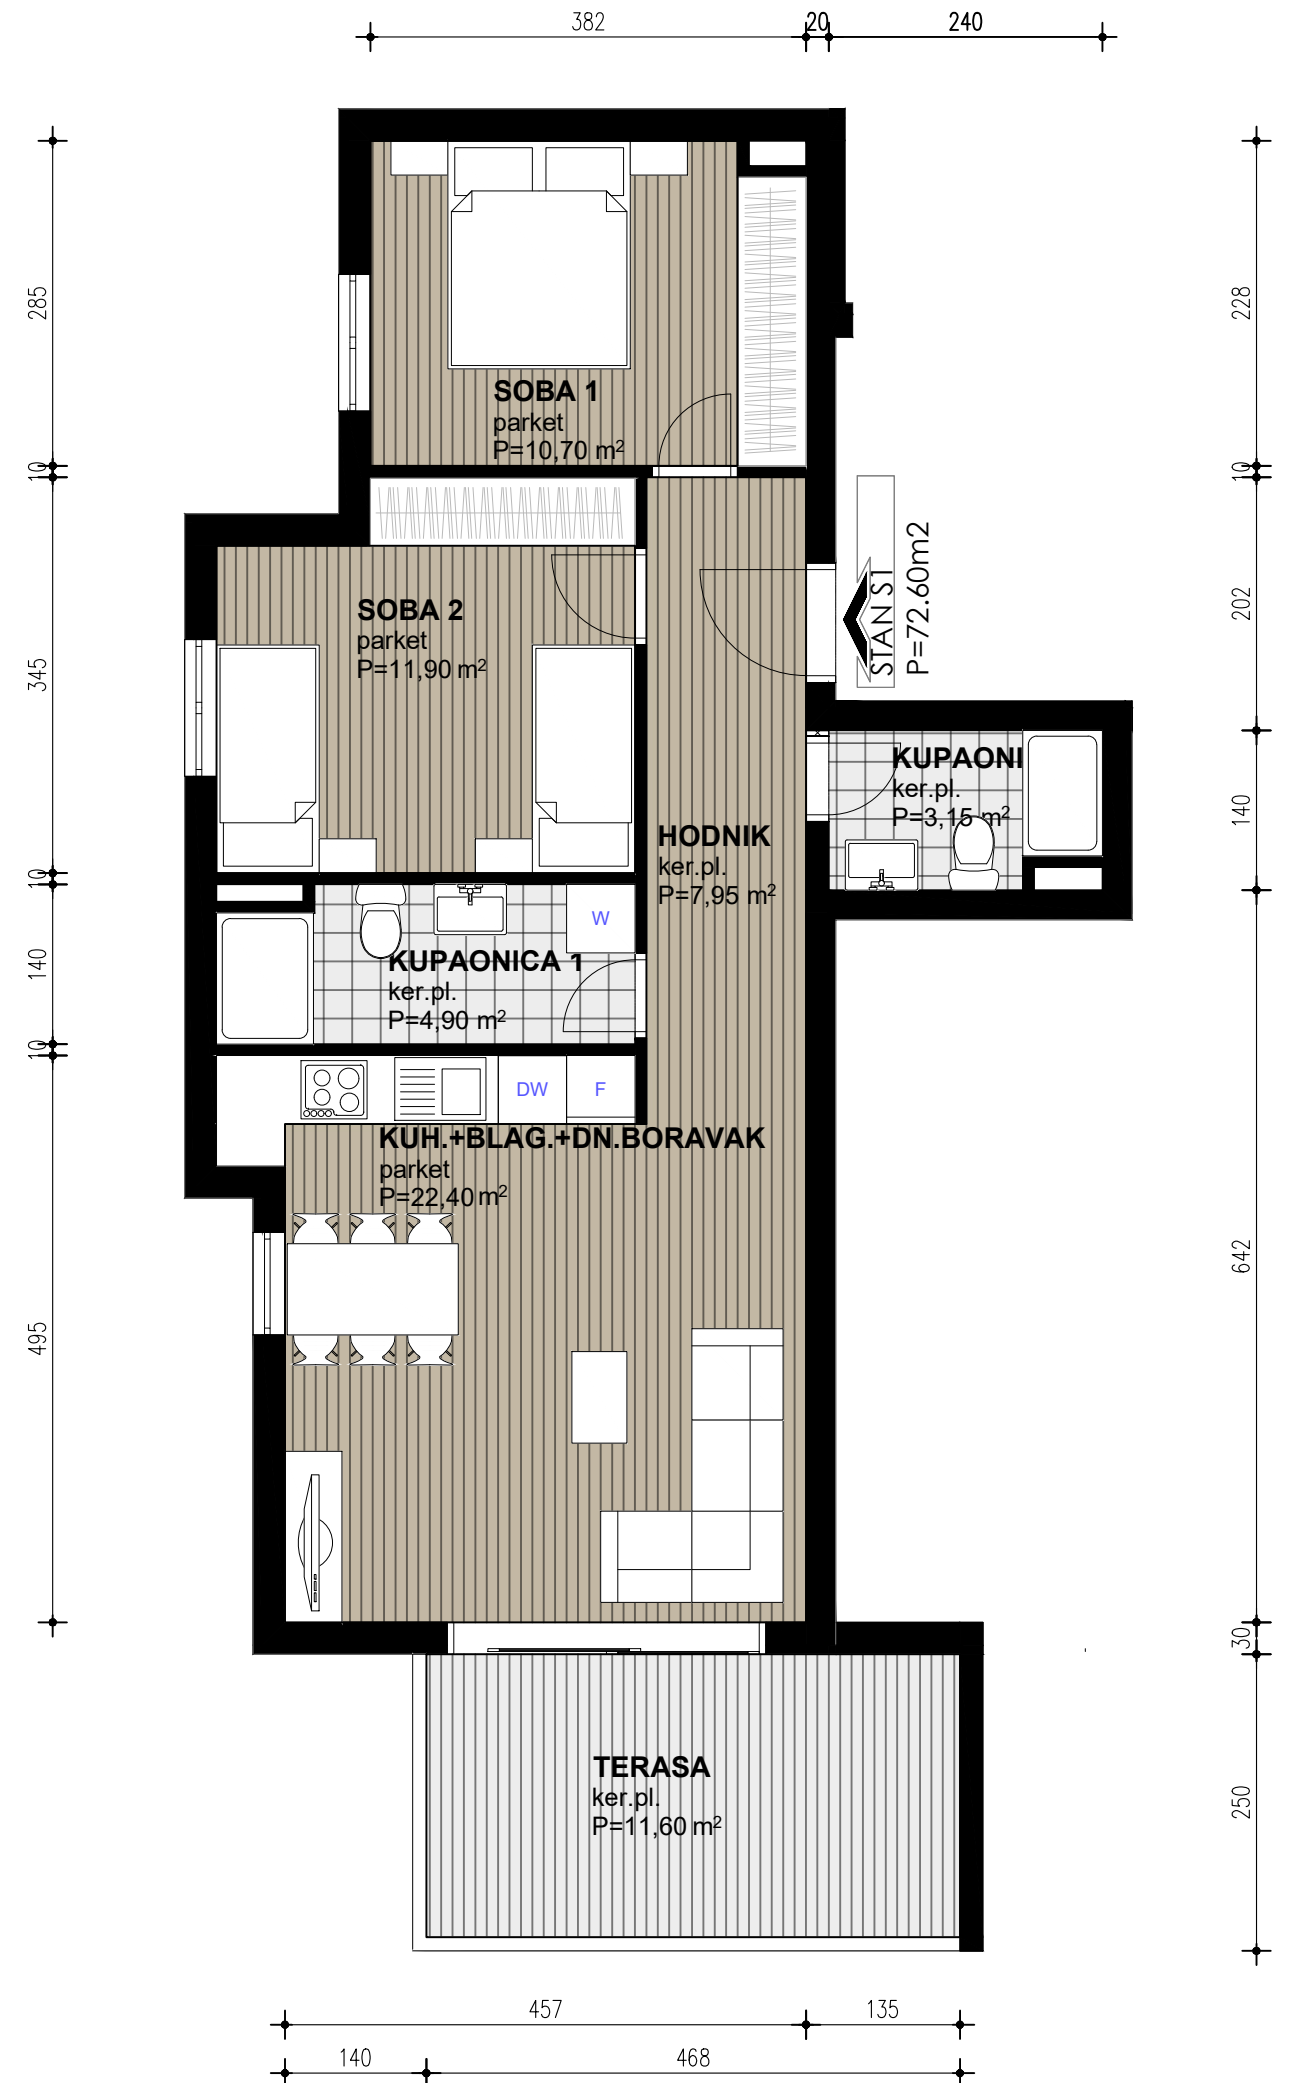 382
20
240
285
228
SOBA 1
parket
P=10,70 m²
10
10
STAN S1
P=72.60m2
SOBA 2
parket
P=11,90 m²
345
202
KUPAONI
ker.pl.
P=3,15 m²
140
HODNIK
ker.pl.
P=7,95 m²
10
W
KUPAONICA 1
ker.pl.
P=4,90 m²
140
10
DW
F
KUH.+BLAG.+DN.BORAVAK
parket
P=22,40 m²
495
642
30
TERASA
ker.pl.
P=11,60 m²
250
457
135
140
468